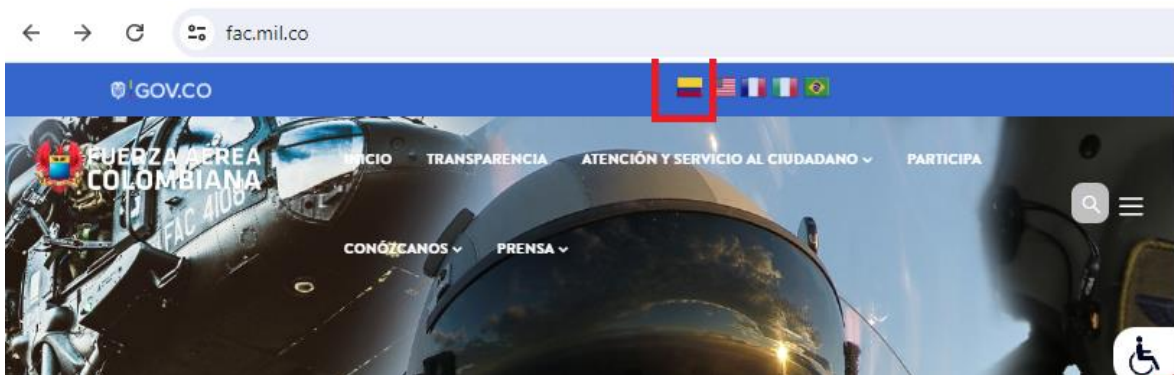 fac.mil.co
GOV.CO
FUERZA AÉREA
COLOMBIANA
INICIO TRANSPARENCIA ATENCIÓN Y SERVICIO AL CIUDADANO PARTICIPA
CONÓZCANOS PRENSA
FAC 4108